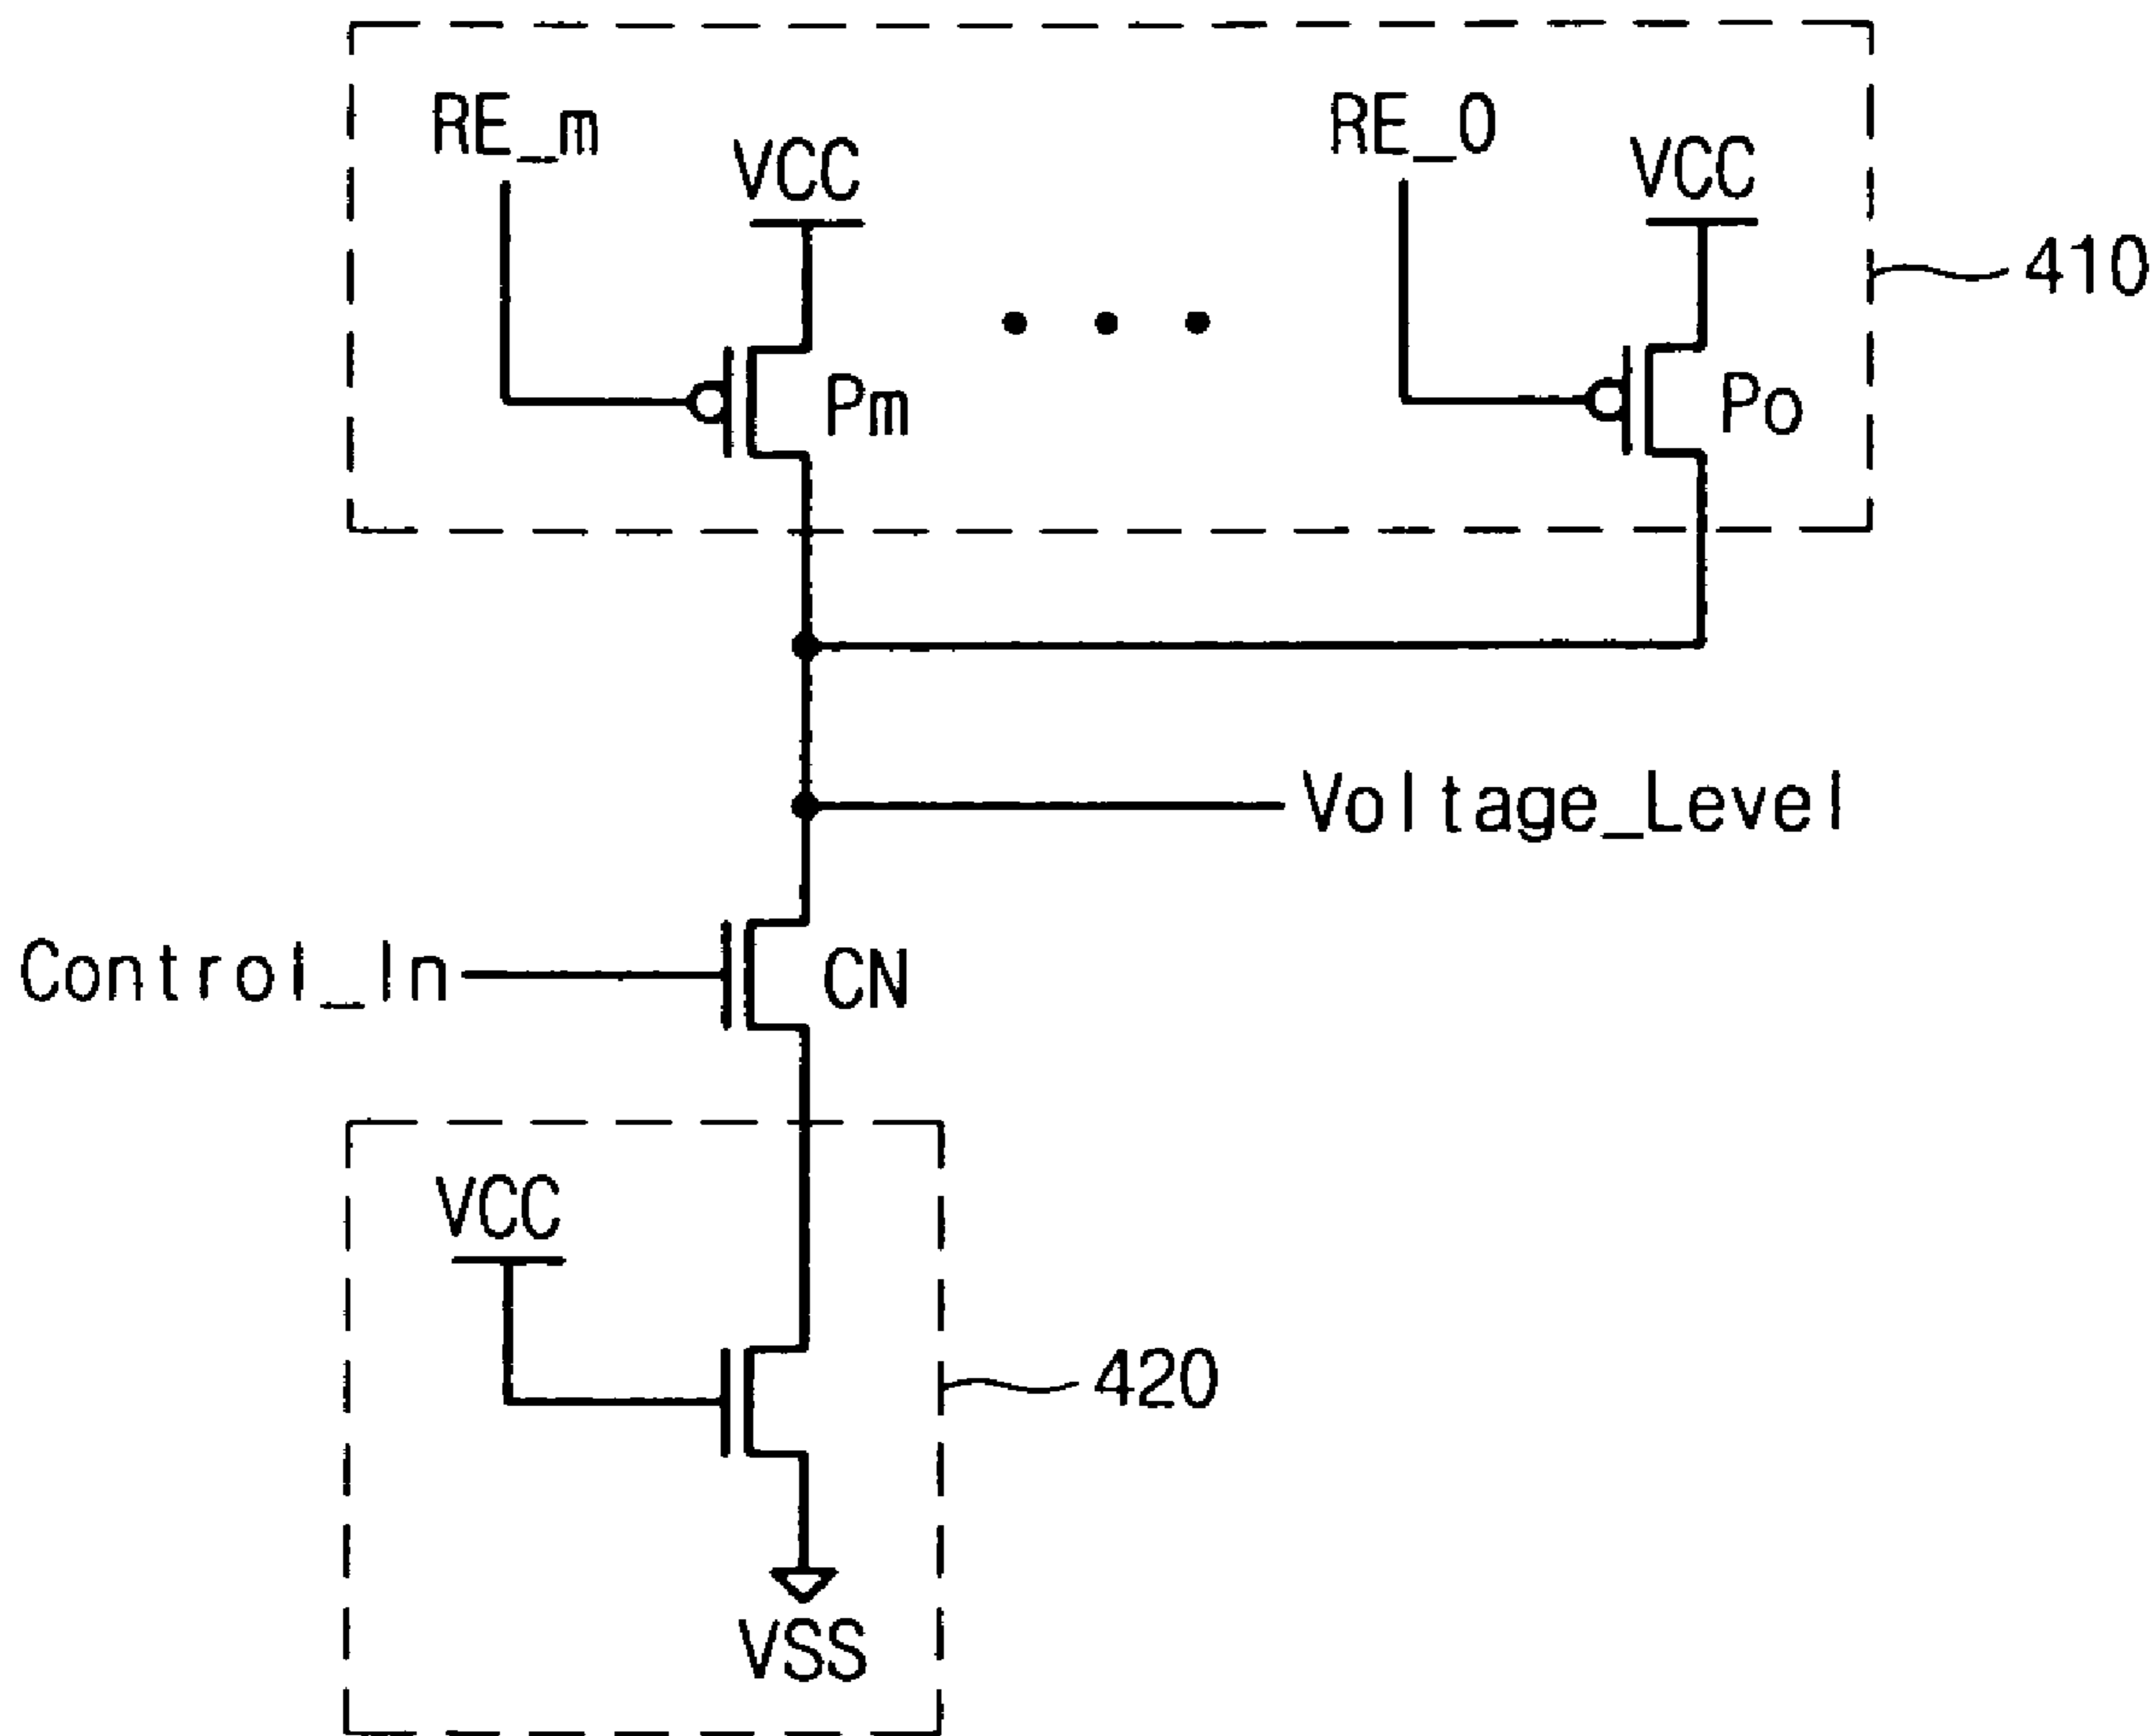 RE_m
VCC
RE_0
VCC
410
Pm
Po
Voltage_Level
Control_In
CN
VCC
420
VSS